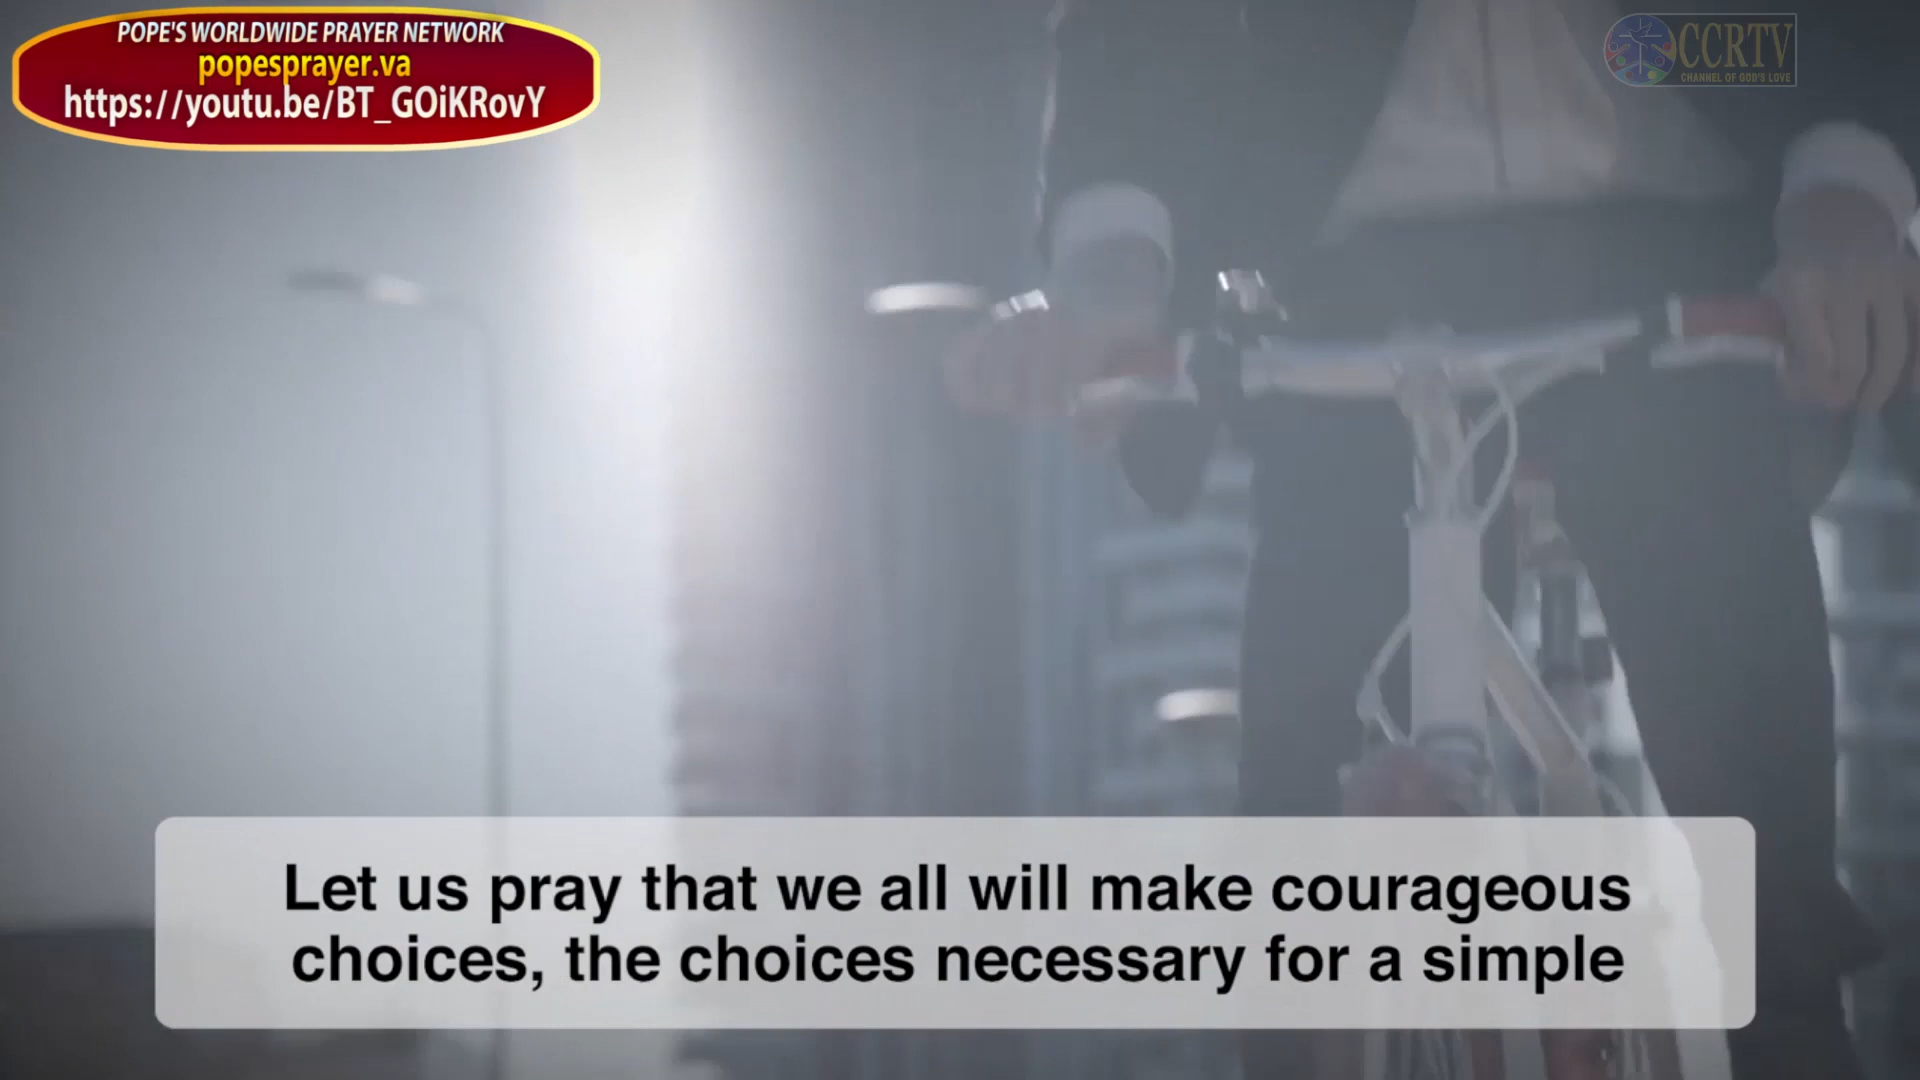 POPE'S WORLDWIDE PRAYER NETWORK
popesprayer.va
https://youtu.be/BT_GOiKRovY
CCRTV
CHANNEL OF GOD'S LOVE
Let us pray that we all will make courageous
choices, the choices necessary for a simple